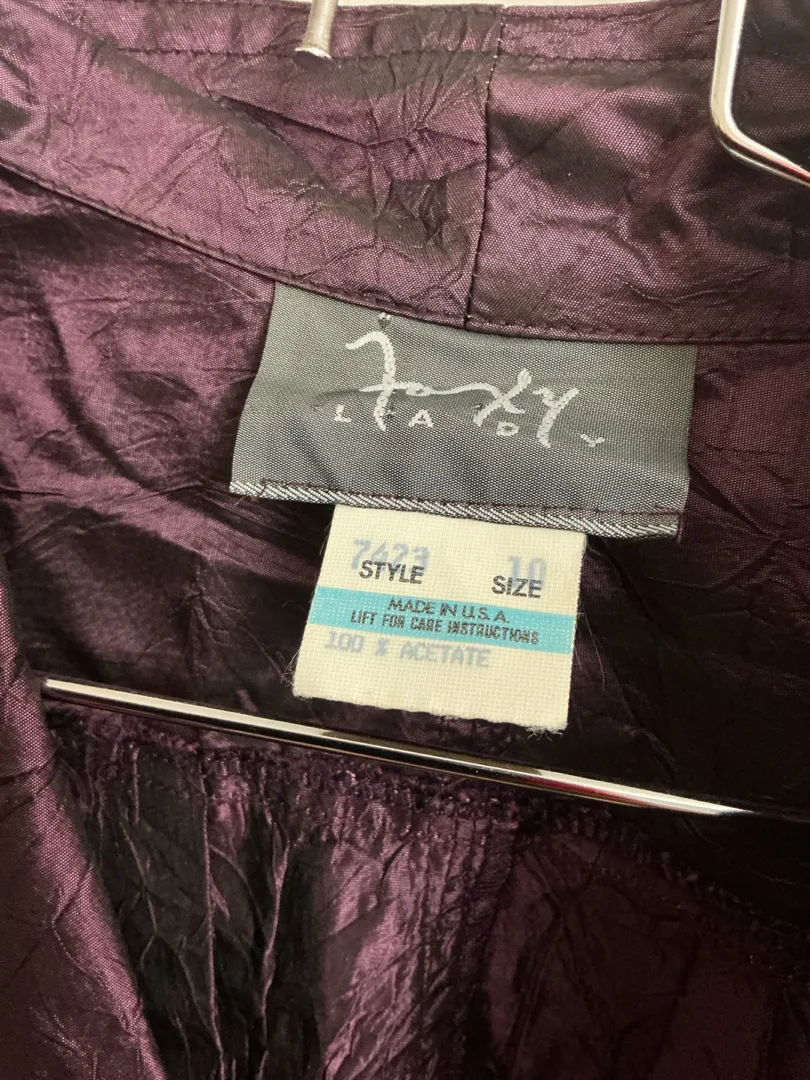 Foxy
LADY
7423 10
STYLE SIZE
MADE IN U.S.A.
LIFT FOR CARE INSTRUCTIONS
100 % ACETATE